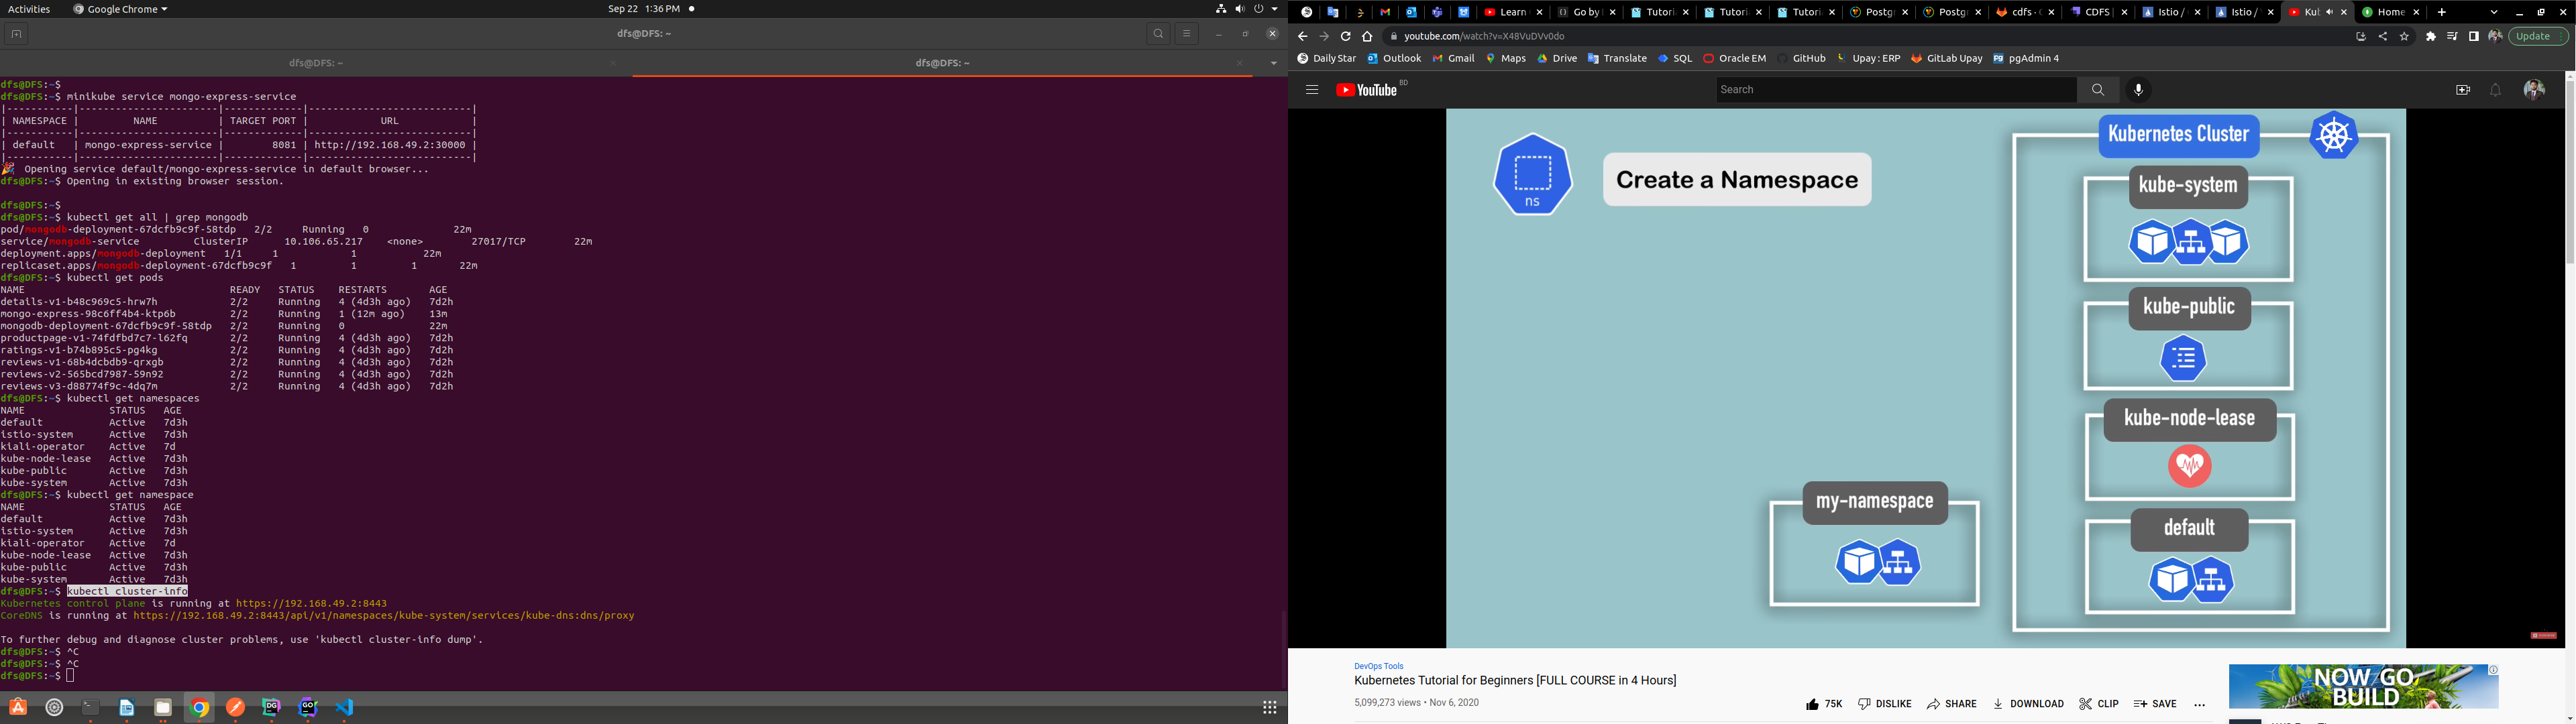 Activities
Google Chrome
Sep 22 1:36 PM
dfs@DFS: ~
dfs@DFS: ~
dfs@DFS: ~
dfs@DFS:~$
dfs@DFS:~$ minikube service mongo-express-service
|-----------|-----------------------|-------------|---------------------------|
| NAMESPACE | NAME | TARGET PORT | URL |
|-----------|-----------------------|-------------|---------------------------|
| default | mongo-express-service | 8081 | http://192.168.49.2:30000 |
|-----------|-----------------------|-------------|---------------------------|
🎉 Opening service default/mongo-express-service in default browser...
dfs@DFS:~$ Opening in existing browser session.
dfs@DFS:~$
dfs@DFS:~$ kubectl get all | grep mongodb
pod/mongodb-deployment-67dcfb9c9f-58tdp 2/2 Running 0 22m
service/mongodb-service ClusterIP 10.106.65.217 <none> 27017/TCP 22m
deployment.apps/mongodb-deployment 1/1 1 1 22m
replicaset.apps/mongodb-deployment-67dcfb9c9f 1 1 1 22m
dfs@DFS:~$ kubectl get pods
NAME READY STATUS RESTARTS AGE
details-v1-b48c969c5-hrw7h 2/2 Running 4 (4d3h ago) 7d2h
mongo-express-98c6ff4b4-ktp6b 2/2 Running 1 (12m ago) 13m
mongodb-deployment-67dcfb9c9f-58tdp 2/2 Running 0 22m
productpage-v1-74fdfbd7c7-l62fq 2/2 Running 4 (4d3h ago) 7d2h
ratings-v1-b74b895c5-pg4kg 2/2 Running 4 (4d3h ago) 7d2h
reviews-v1-68b4dcbdb9-qrxgb 2/2 Running 4 (4d3h ago) 7d2h
reviews-v2-565bcd7987-59n92 2/2 Running 4 (4d3h ago) 7d2h
reviews-v3-d88774f9c-4dq7m 2/2 Running 4 (4d3h ago) 7d2h
dfs@DFS:~$ kubectl get namespaces
NAME STATUS AGE
default Active 7d3h
istio-system Active 7d3h
kiali-operator Active 7d
kube-node-lease Active 7d3h
kube-public Active 7d3h
kube-system Active 7d3h
dfs@DFS:~$ kubectl get namespace
NAME STATUS AGE
default Active 7d3h
istio-system Active 7d3h
kiali-operator Active 7d
kube-node-lease Active 7d3h
kube-public Active 7d3h
kube-system Active 7d3h
dfs@DFS:~$ kubectl cluster-info
Kubernetes control plane is running at https://192.168.49.2:8443
CoreDNS is running at https://192.168.49.2:8443/api/v1/namespaces/kube-system/services/kube-dns:dns/proxy
To further debug and diagnose cluster problems, use 'kubectl cluster-info dump'.
dfs@DFS:~$ ^C
dfs@DFS:~$ ^C
dfs@DFS:~$
Learn
Go by
Tutori
Tutori
Tutori
Postgr
Postgr
cdfs · 
CDFS
Istio /
Istio /
Kub
Home
youtube.com/watch?v=X48VuDVv0do
Update
Daily Star Outlook Gmail Maps Drive Translate SQL Oracle EM GitHub Upay : ERP GitLab Upay pgAdmin 4
YouTube BD
Search
ns
Create a Namespace
Kubernetes Cluster
kube-system
kube-public
kube-node-lease
my-namespace
default
DevOps Tools
Kubernetes Tutorial for Beginners [FULL COURSE in 4 Hours]
5,099,273 views • Nov 6, 2020
75K DISLIKE SHARE DOWNLOAD CLIP SAVE
NOW GO
BUILD